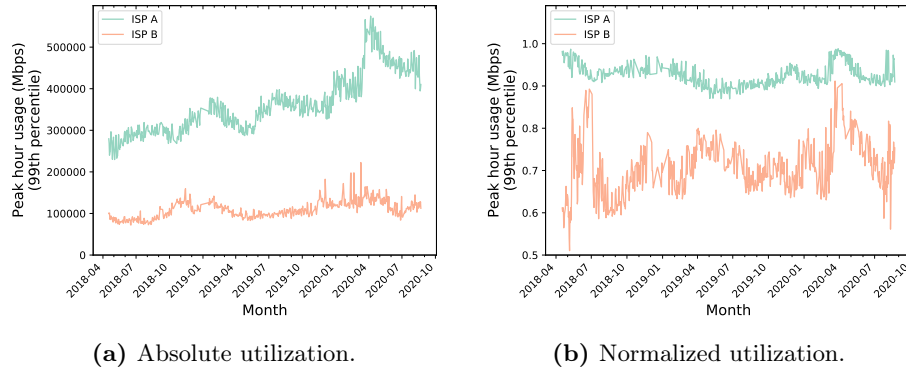 ISP A
ISP B
Peak hour usage (Mbps)
(99th percentile)
500000
400000
300000
200000
100000
0
2018-04
2018-07
2018-10
2019-01
2019-04
2019-07
2019-10
2020-01
2020-04
2020-07
2020-10
Month
(a) Absolute utilization.
ISP A
ISP B
Peak hour usage (Mbps)
(99th percentile)
1.0
0.9
0.8
0.7
0.6
0.5
2018-04
2018-07
2018-10
2019-01
2019-04
2019-07
2019-10
2020-01
2020-04
2020-07
2020-10
Month
(b) Normalized utilization.